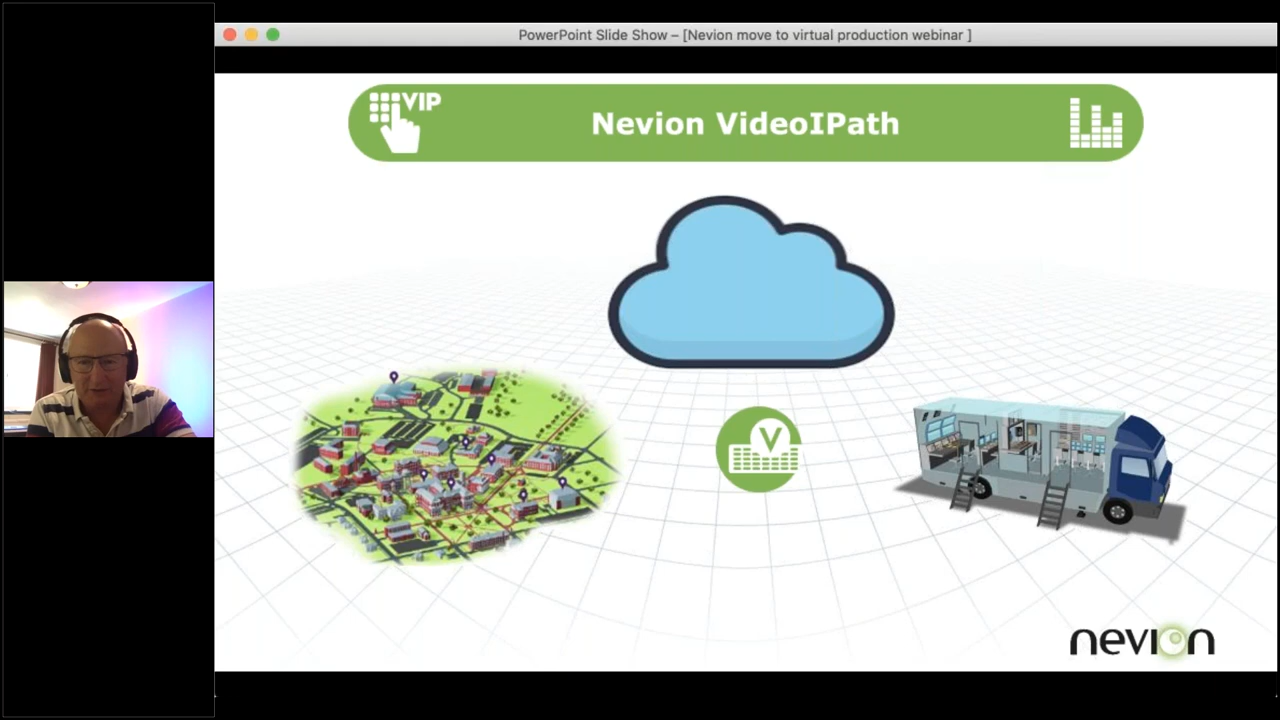 PowerPoint Slide Show – [Nevion move to virtual production webinar ]
VIP
Nevion VideoIPath
V
nevion